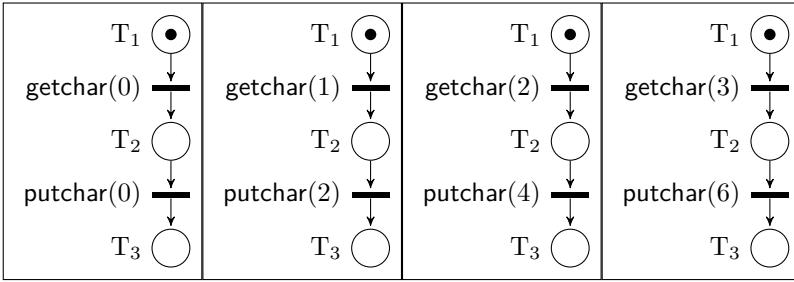 T1 T1 T1 T1
getchar(0) getchar(1) getchar(2) getchar(3)
T2 T2 T2 T2
putchar(0) putchar(2) putchar(4) putchar(6)
T3 T3 T3 T3